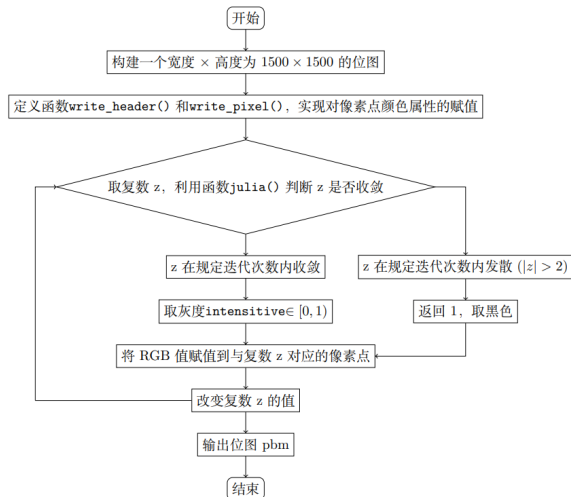 开始
构建一个宽度 × 高度为 1500 × 1500 的位图
定义函数write_header() 和write_pixel()，实现对像素点颜色属性的赋值
取复数 z，利用函数julia() 判断 z 是否收敛
z 在规定迭代次数内收敛
z 在规定迭代次数内发散 (|z| > 2)
取灰度intensitive∈ [0, 1)
返回 1，取黑色
将 RGB 值赋值到与复数 z 对应的像素点
改变复数 z 的值
输出位图 pbm
结束